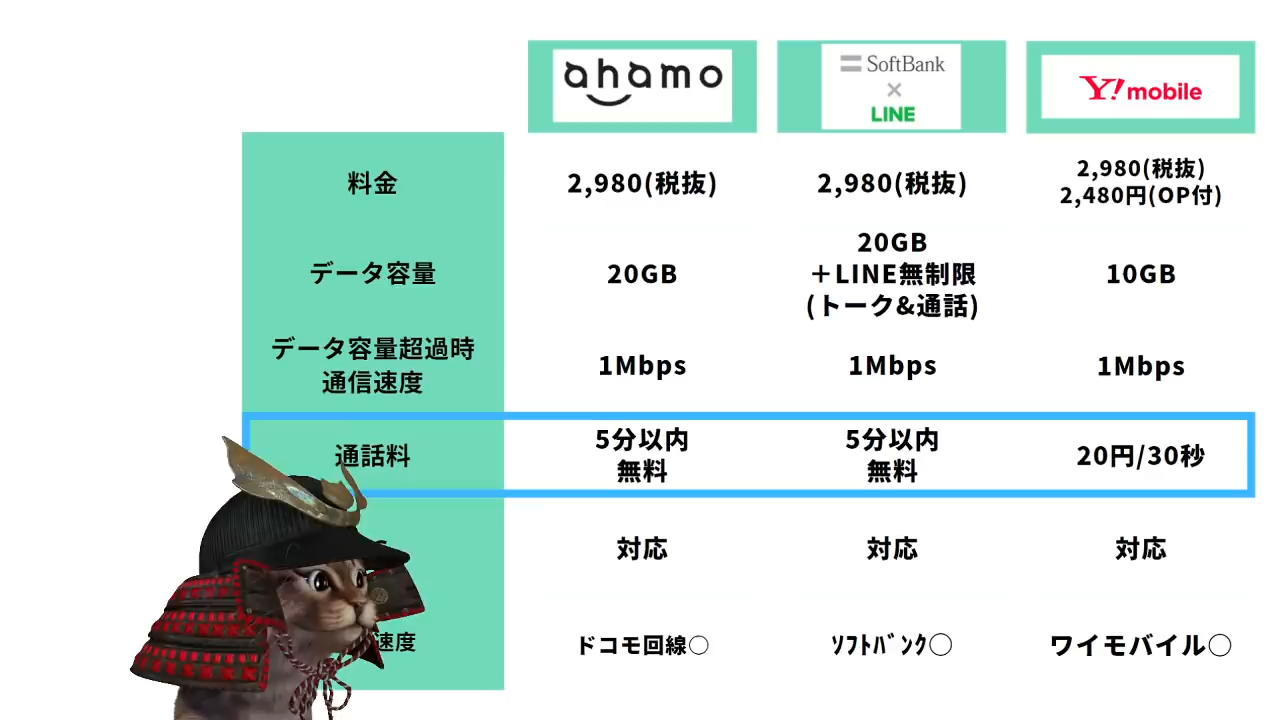 ahamo
SoftBank
×
LINE
Y!mobile
料金
2,980(税抜)
2,980(税抜)
2,980(税抜)
2,480円(OP付)
データ容量
20GB
20GB
＋LINE無制限
(トーク&通話)
10GB
データ容量超過時
通信速度
1Mbps
1Mbps
1Mbps
通話料
5分以内
無料
5分以内
無料
20円/30秒
対応
対応
対応
速度
ドコモ回線○
ｿﾌﾄﾊﾞﾝｸ○
ワイモバイル○